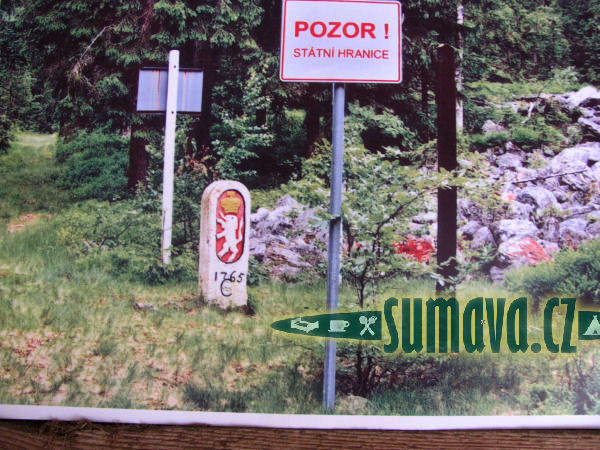 POZOR !
STÁTNÍ HRANICE
1765
C
sumava.cz